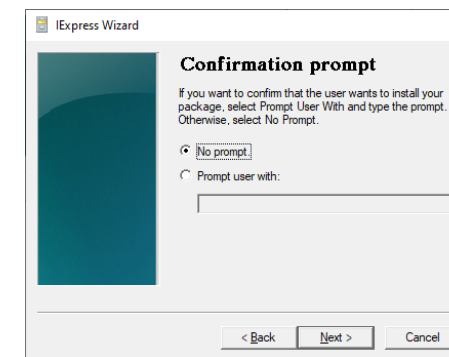 IExpress Wizard
Confirmation prompt
If you want to confirm that the user wants to install your
package, select Prompt User With and type the prompt.
Otherwise, select No Prompt.
No prompt.
Prompt user with:
< Back Next > Cancel